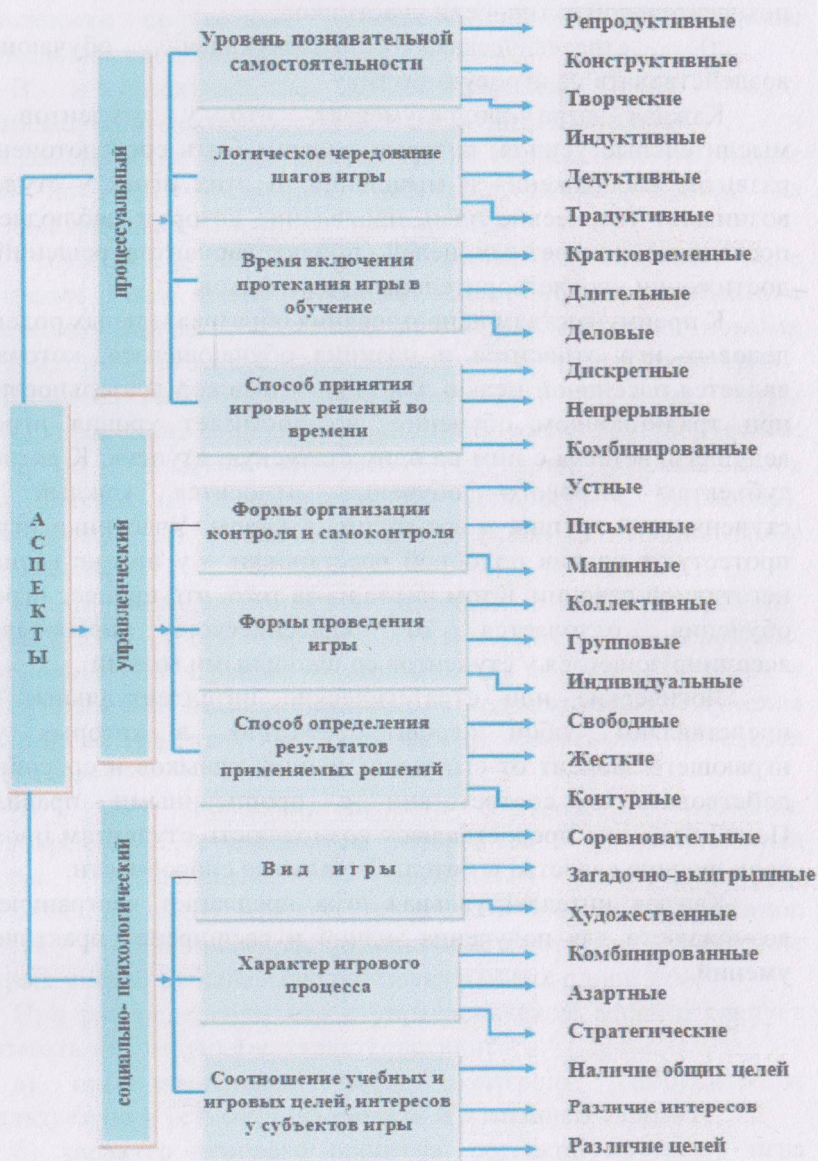 АСПЕКТЫ
процессуальный
Уровень познавательной
самостоятельности
Репродуктивные
Конструктивные
Творческие
Логическое чередование
шагов игры
Индуктивные
Дедуктивные
Традуктивные
Время включения
протекания игры в
обучение
Кратковременные
Длительные
Деловые
Способ принятия
игровых решений во
времени
Дискретные
Непрерывные
Комбинированные
управленческий
Формы организации
контроля и самоконтроля
Устные
Письменные
Машинные
Формы проведения
игры
Коллективные
Групповые
Индивидуальные
Способ определения
результатов
применяемых решений
Свободные
Жесткие
Контурные
социально- психологический
Вид игры
Соревновательные
Загадочно-выигрышные
Художественные
Характер игрового
процесса
Комбинированные
Азартные
Стратегические
Соотношение учебных и
игровых целей, интересов
у субъектов игры
Наличие общих целей
Различие интересов
Различие целей